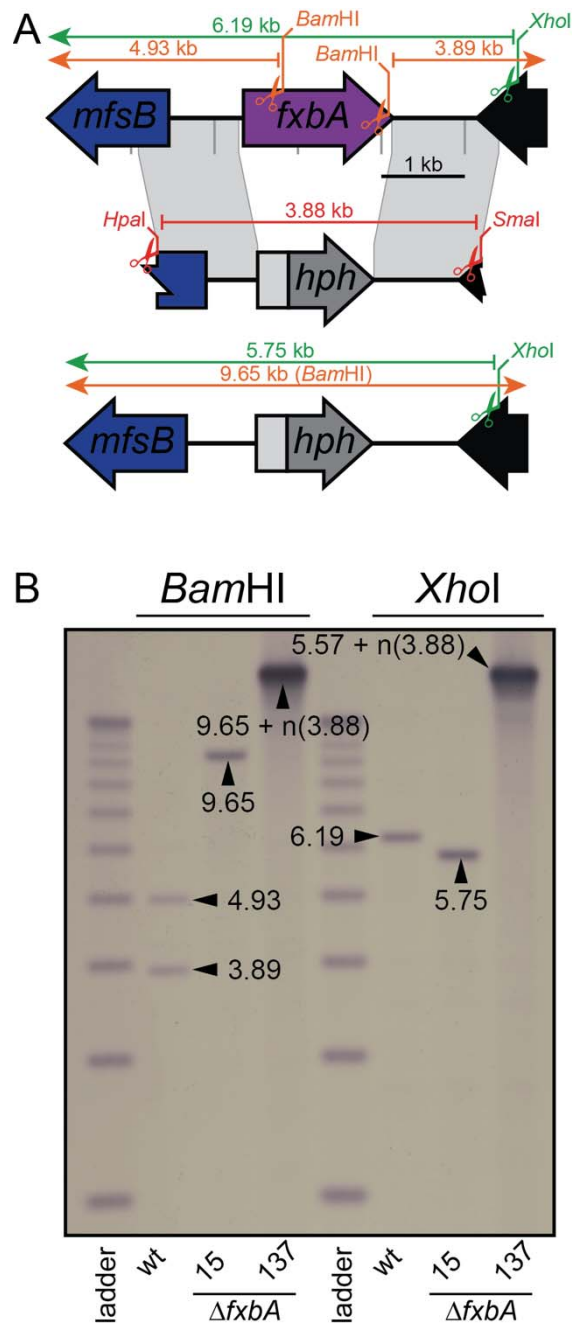 A
6.19 kb
XhoI
4.93 kb
BamHI
BamHI
3.89 kb
mfsB
fxbA
1 kb
HpaI
3.88 kb
SmaI
hph
5.75 kb
XhoI
9.65 kb (BamHI)
mfsB
hph
B
BamHI
XhoI
5.57 + n(3.88)
9.65 + n(3.88)
9.65
6.19
5.75
4.93
3.89
ladder
wt
15
137
ladder
wt
15
137
ΔfxbA
ΔfxbA